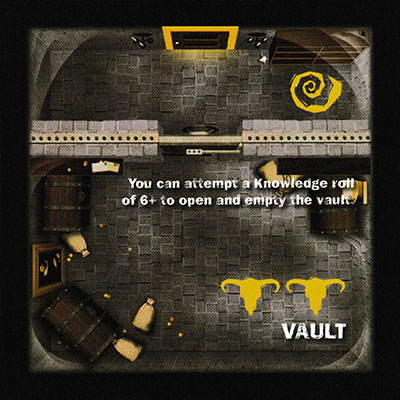 You can attempt a Knowledge roll
of 6+ to open and empty the vault.
VAULT